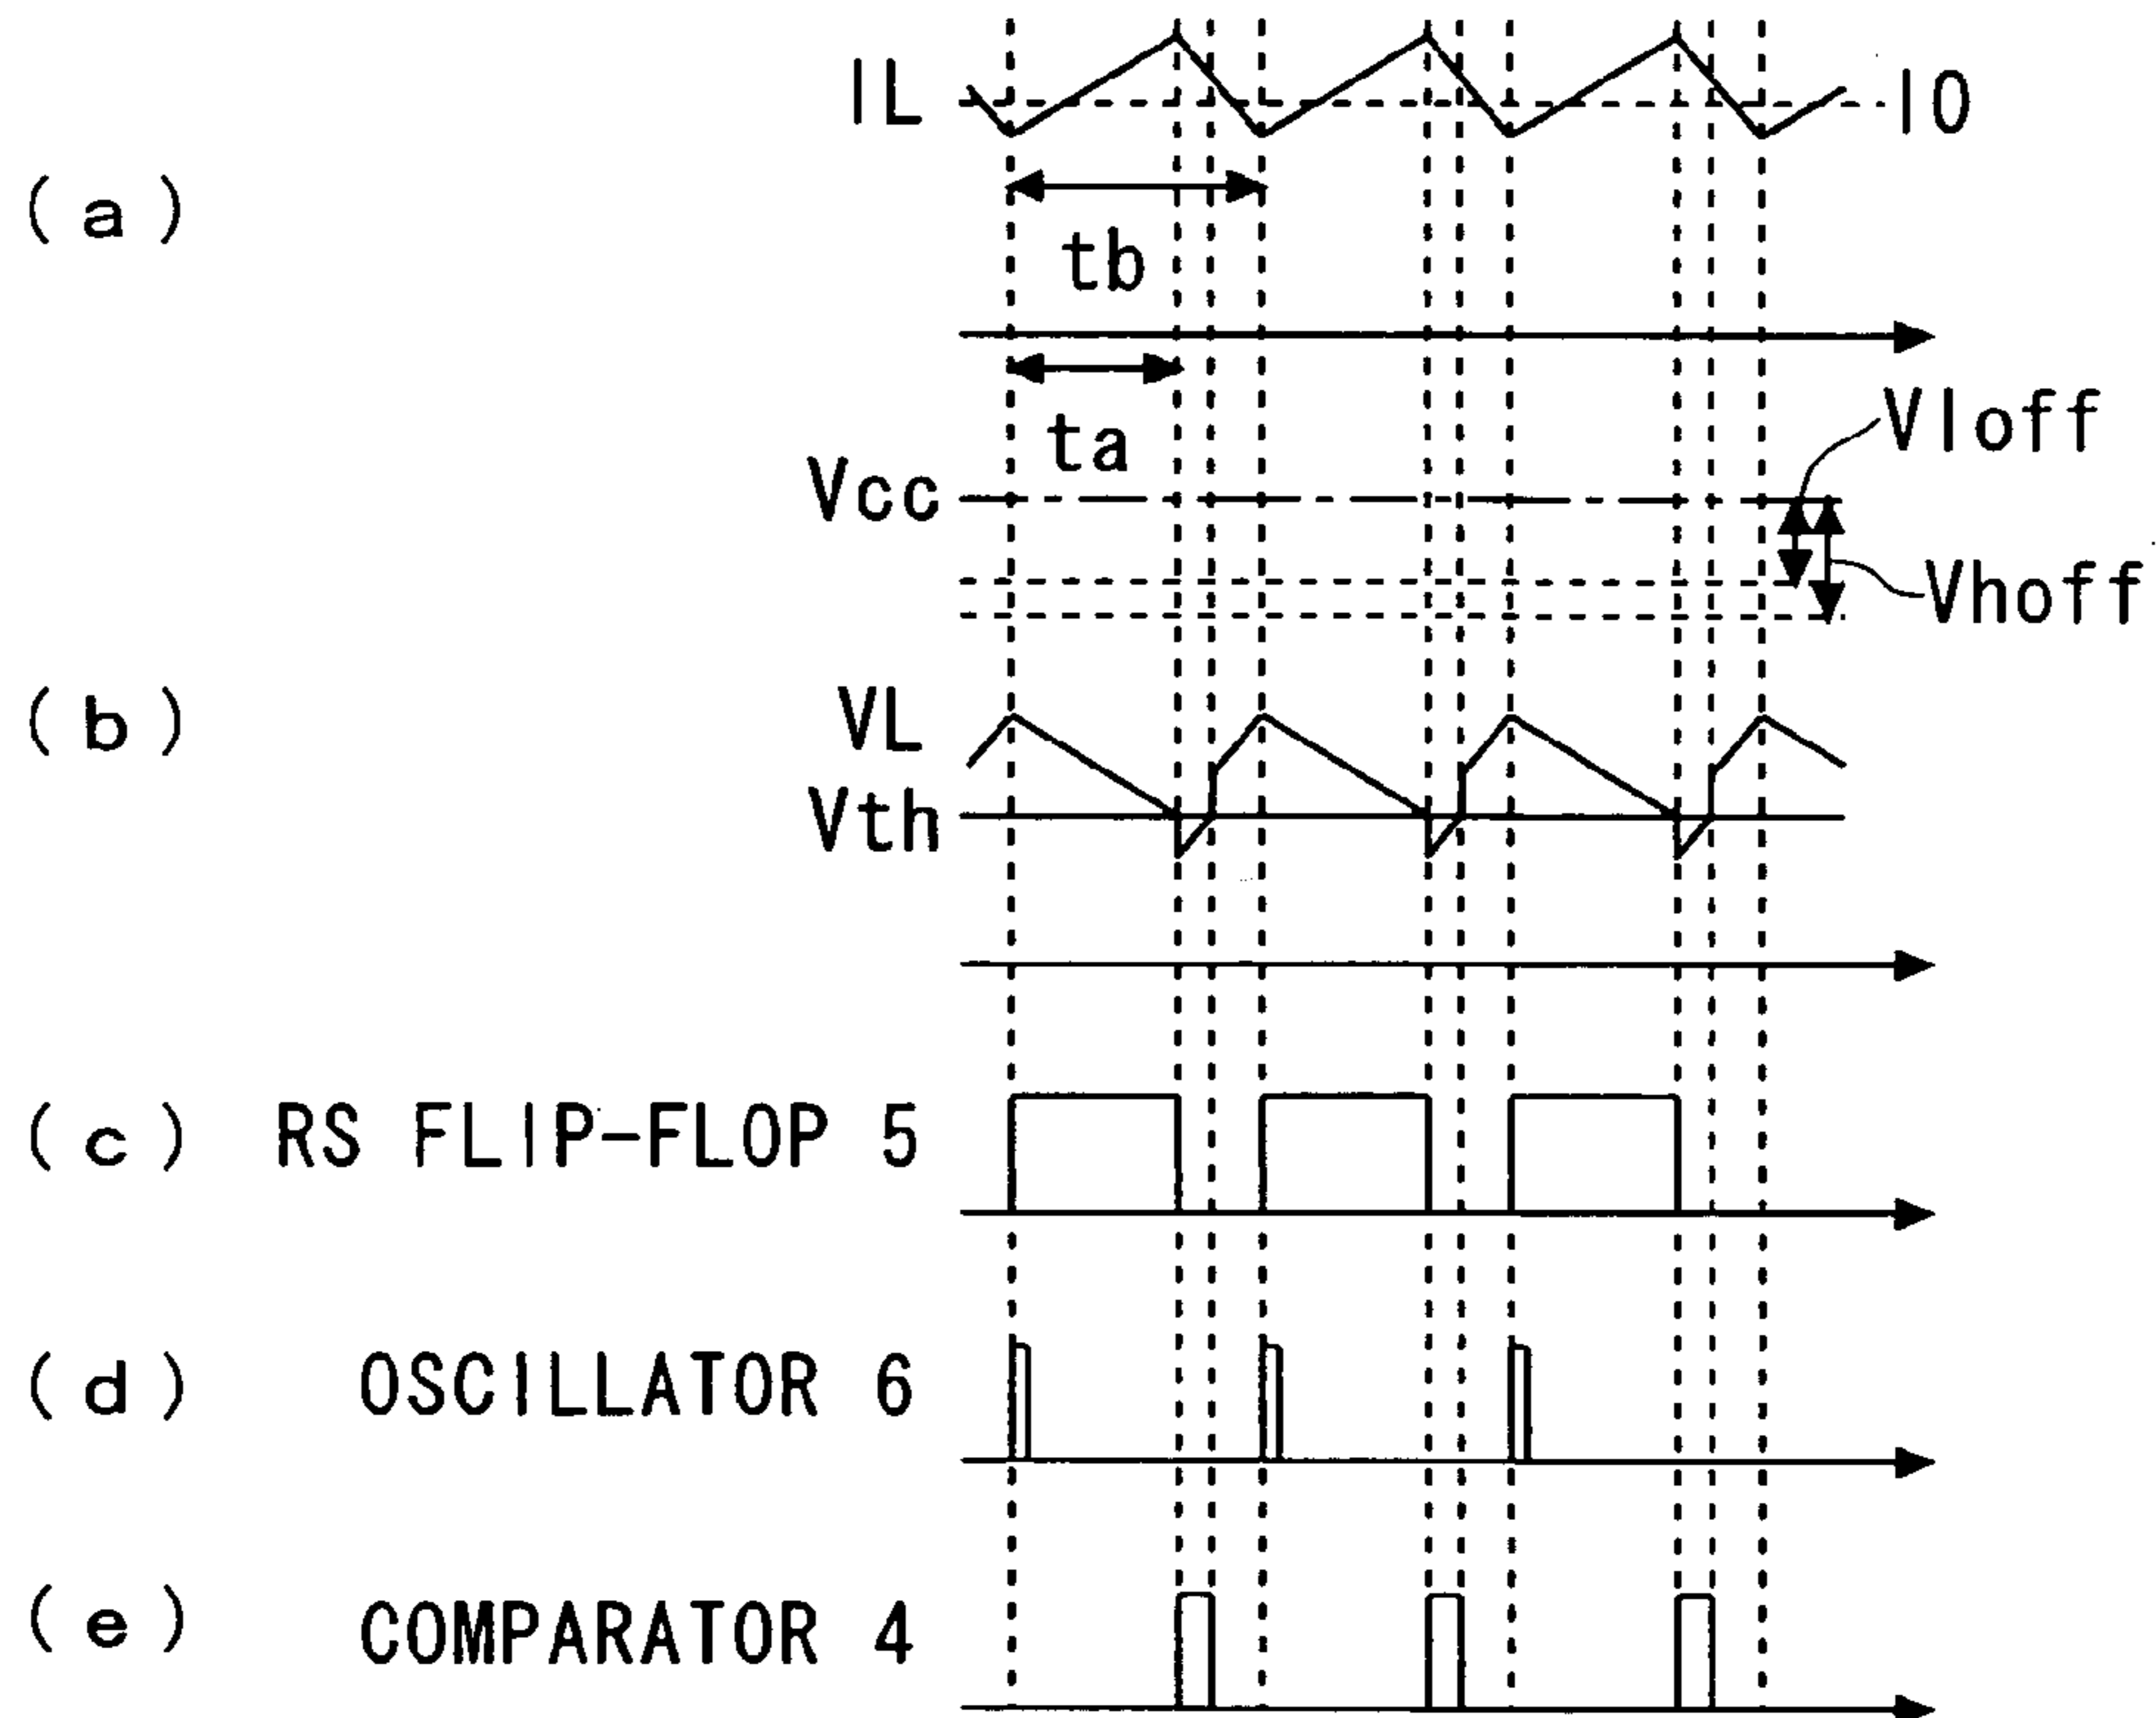 IL
I0
(a)
tb
ta
Vloff
Vcc
Vhoff
(b)
VL
Vth
(c) RS FLIP-FLOP 5
(d) OSCILLATOR 6
(e) COMPARATOR 4